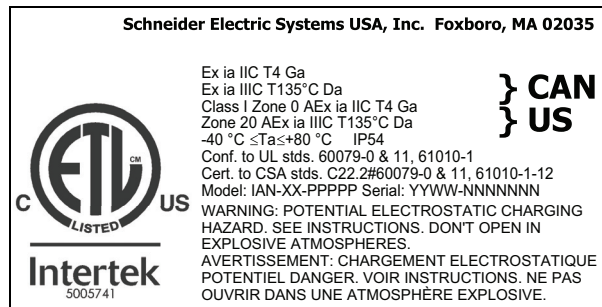 Schneider Electric Systems USA, Inc. Foxboro, MA 02035
Ex ia IIC T4 Ga
Ex ia IIIC T135°C Da
} CAN
Class I Zone 0 AEx ia IIC T4 Ga
Zone 20 AEx ia IIIC T135°C Da
} US
-40 °C ≤Ta≤+80 °C IP54
Conf. to UL stds. 60079-0 & 11, 61010-1
Cert. to CSA stds. C22.2#60079-0 & 11, 61010-1-12
Model: IAN-XX-PPPPP Serial: YYWW-NNNNNNN
WARNING: POTENTIAL ELECTROSTATIC CHARGING
HAZARD. SEE INSTRUCTIONS. DON'T OPEN IN
EXPLOSIVE ATMOSPHERES.
AVERTISSEMENT: CHARGEMENT ELECTROSTATIQUE
POTENTIEL DANGER. VOIR INSTRUCTIONS. NE PAS
OUVRIR DANS UNE ATMOSPHÈRE EXPLOSIVE.
ETL CM
C US
LISTED
Intertek
5005741